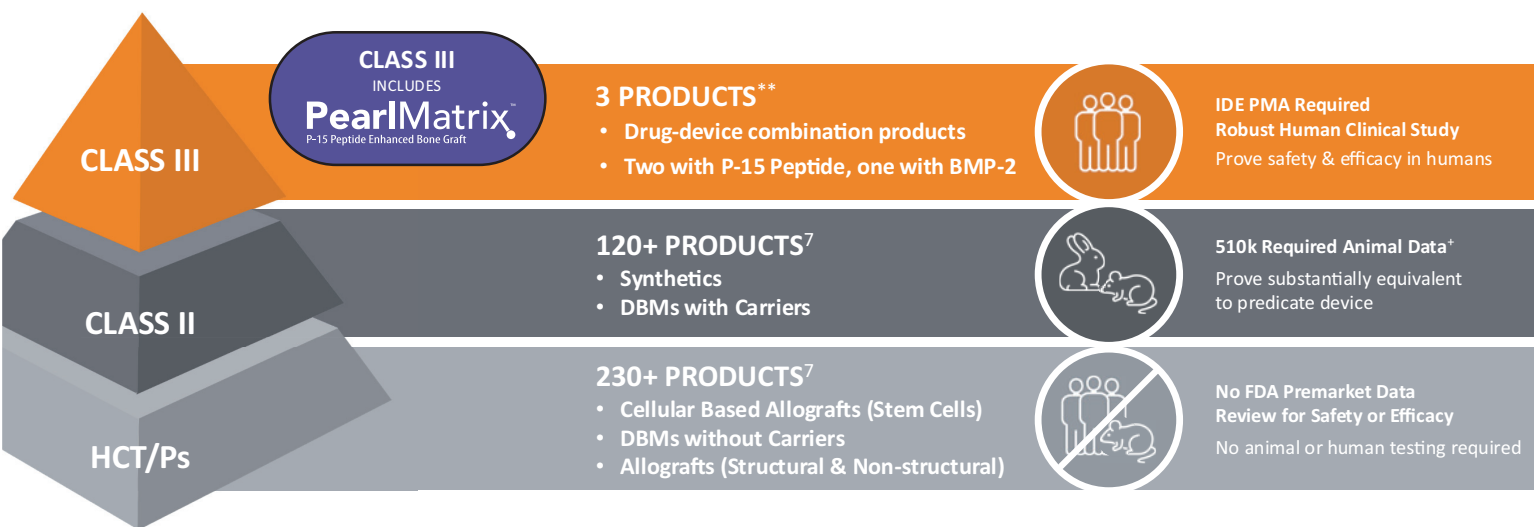 CLASS III
CLASS III
INCLUDES
PearlMatrix™
P-15 Peptide Enhanced Bone Graft
3 PRODUCTS**
• Drug-device combination products
• Two with P-15 Peptide, one with BMP-2
IDE PMA Required
Robust Human Clinical Study
Prove safety & efficacy in humans
CLASS II
120+ PRODUCTS⁷
• Synthetics
• DBMs with Carriers
510k Required Animal Data⁺
Prove substantially equivalent
to predicate device
HCT/Ps
230+ PRODUCTS⁷
• Cellular Based Allografts (Stem Cells)
• DBMs without Carriers
• Allografts (Structural & Non-structural)
No FDA Premarket Data
Review for Safety or Efficacy
No animal or human testing required